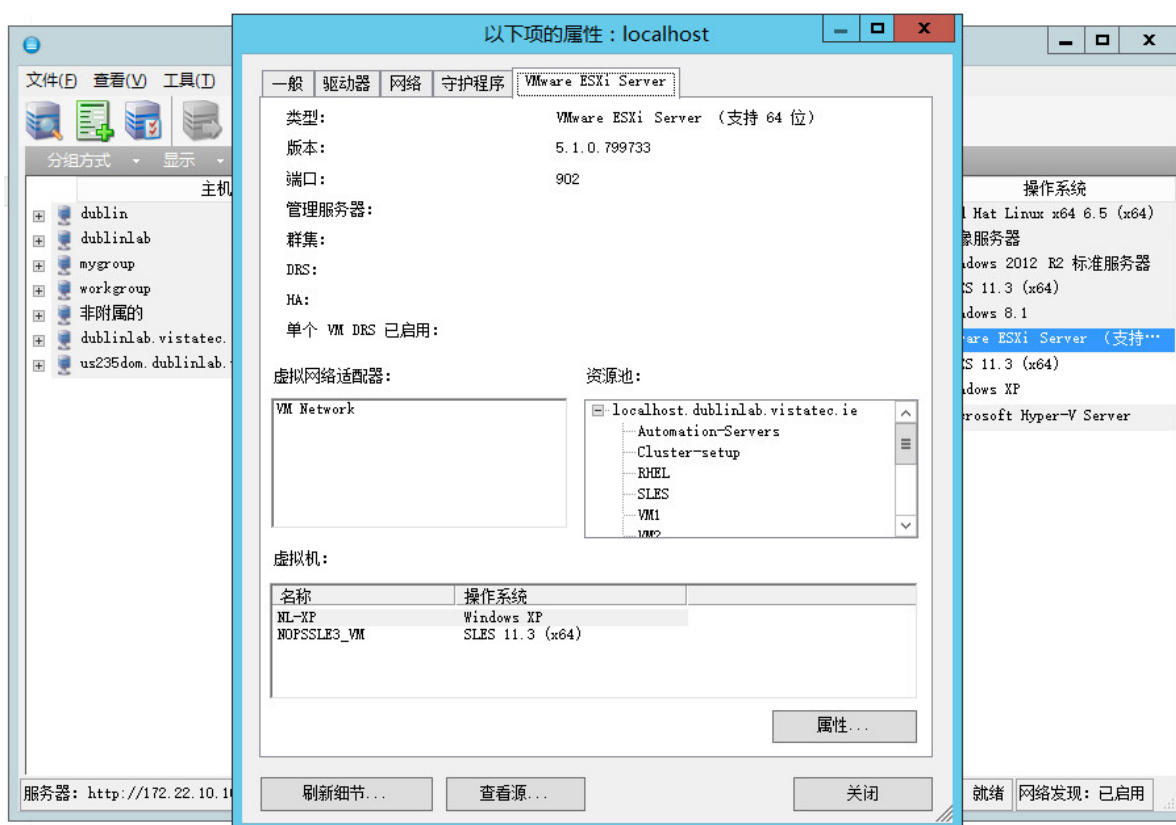 以下项的属性：localhost
文件(F) 查看(V) 工具(T)
一般 驱动器 网络 守护程序 VMware ESXi Server
类型: VMware ESXi Server （支持 64 位）
版本: 5.1.0.799733
端口: 902
管理服务器:
群集:
DRS:
HA:
单个 VM DRS 已启用:
分组方式 显示
主机
操作系统
dublin
dublinlab
mygroup
workgroup
非附属的
dublinlab.vistatec.
us235dom.dublinlab.
Hat Linux x64 6.5 (x64)
服务器
2012 R2 标准服务器
11.3 (x64)
8.1
ESXi Server （支持…
11.3 (x64)
XP
Hyper-V Server
虚拟网络适配器:
VM Network
资源池:
localhost.dublinlab.vistatec.ie
Automation-Servers
Cluster-setup
RHEL
SLES
VM1
VM2
虚拟机:
名称 操作系统
NL-XP Windows XP
NOPSSLE3_VM SLES 11.3 (x64)
属性...
刷新细节... 查看源... 关闭
服务器: http://172.22.10.1
就绪 网络发现: 已启用